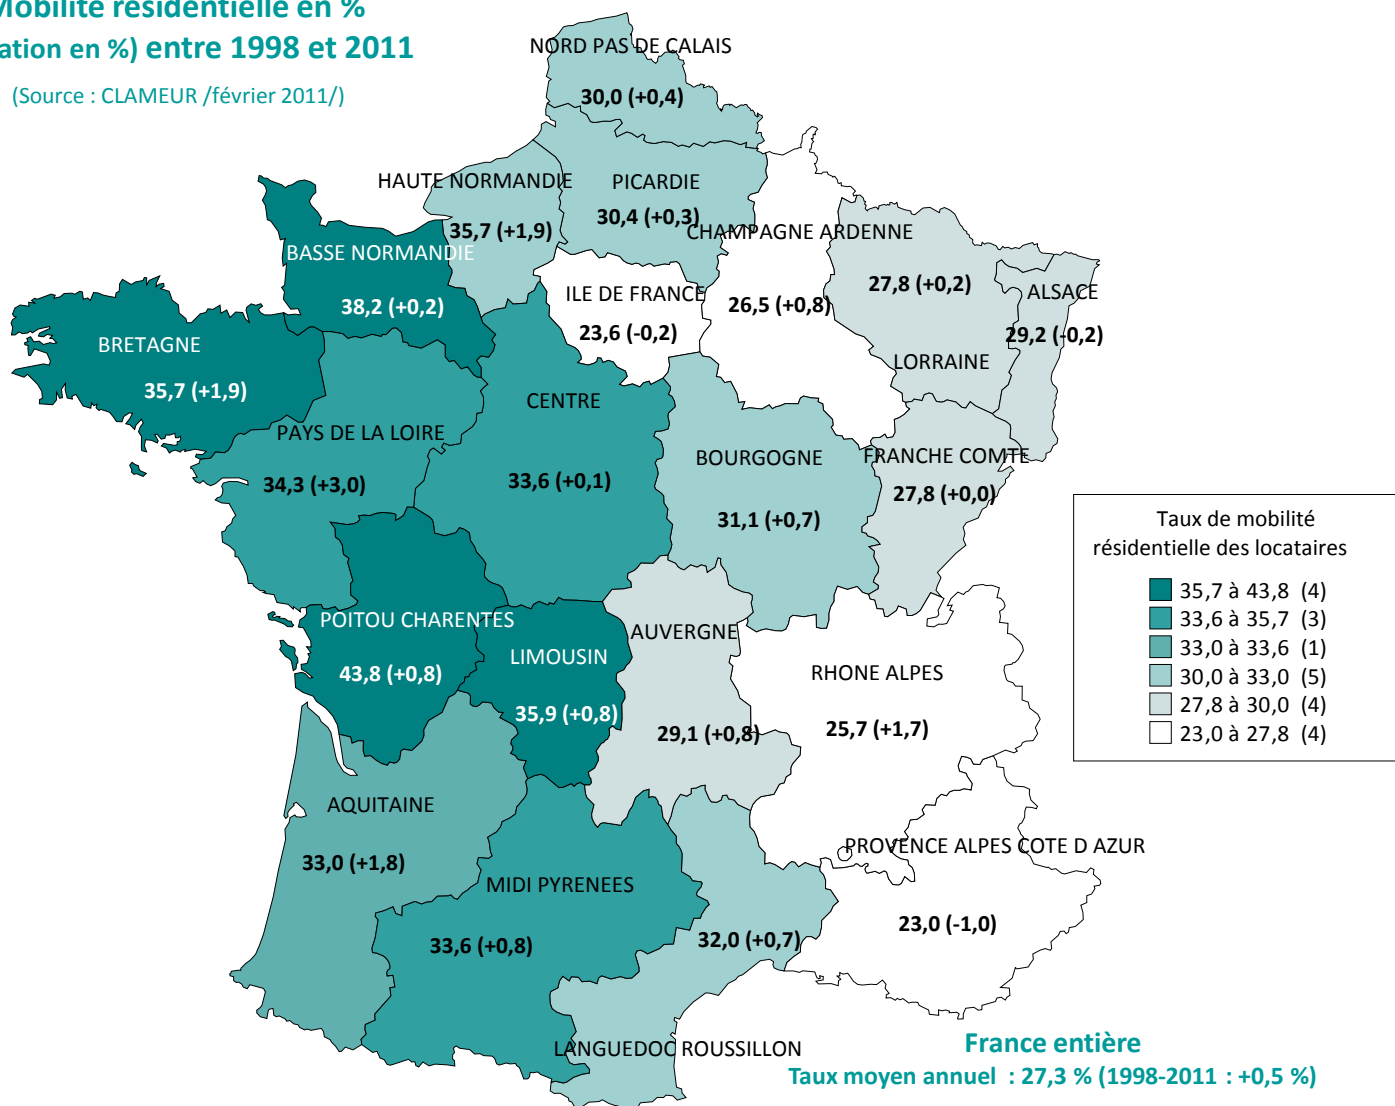 Mobilité résidentielle en %
ation en %) entre 1998 et 2011
(Source : CLAMEUR /février 2011/)
NORD PAS DE CALAIS
30,0 (+0,4)
HAUTE NORMANDIE
35,7 (+1,9)
PICARDIE
30,4 (+0,3)
CHAMPAGNE ARDENNE
26,5 (+0,8)
BASSE NORMANDIE
38,2 (+0,2)
ILE DE FRANCE
23,6 (-0,2)
27,8 (+0,2)
LORRAINE
ALSACE
29,2 (-0,2)
BRETAGNE
35,7 (+1,9)
PAYS DE LA LOIRE
34,3 (+3,0)
CENTRE
33,6 (+0,1)
BOURGOGNE
31,1 (+0,7)
FRANCHE COMTE
27,8 (+0,0)
POITOU CHARENTES
43,8 (+0,8)
LIMOUSIN
35,9 (+0,8)
AUVERGNE
29,1 (+0,8)
RHONE ALPES
25,7 (+1,7)
AQUITAINE
33,0 (+1,8)
MIDI PYRENEES
33,6 (+0,8)
32,0 (+0,7)
LANGUEDOC ROUSSILLON
PROVENCE ALPES COTE D AZUR
23,0 (-1,0)
Taux de mobilité
résidentielle des locataires
35,7 à 43,8 (4)
33,6 à 35,7 (3)
33,0 à 33,6 (1)
30,0 à 33,0 (5)
27,8 à 30,0 (4)
23,0 à 27,8 (4)
France entière
Taux moyen annuel : 27,3 % (1998-2011 : +0,5 %)